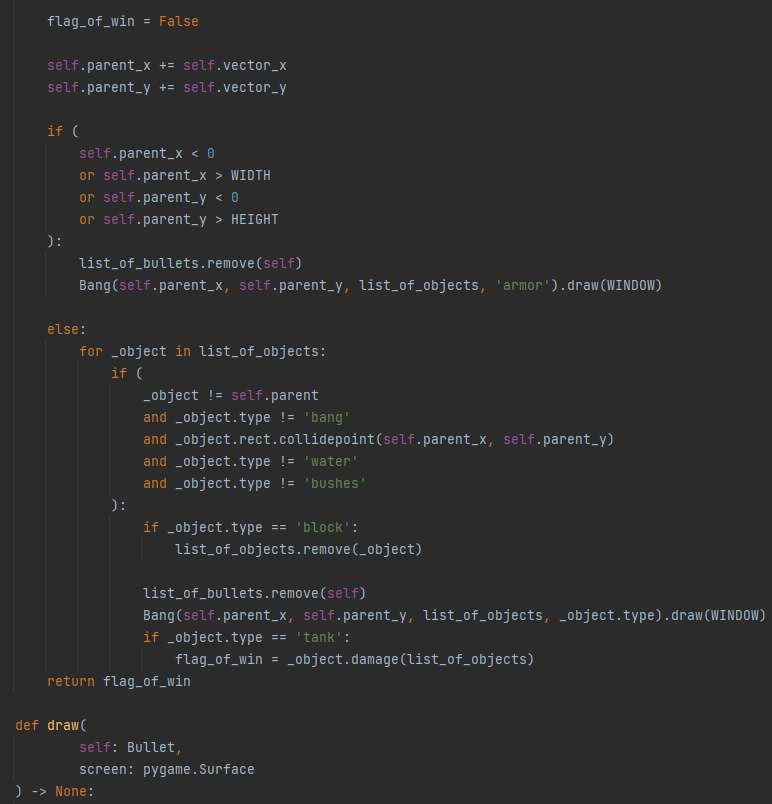 flag_of_win = False
self.parent_x += self.vector_x
self.parent_y += self.vector_y
if (
self.parent_x < 0
or self.parent_x > WIDTH
or self.parent_y < 0
or self.parent_y > HEIGHT
):
list_of_bullets.remove(self)
Bang(self.parent_x, self.parent_y, list_of_objects, 'armor').draw(WINDOW)
else:
for _object in list_of_objects:
if (
_object != self.parent
and _object.type != 'bang'
and _object.rect.collidepoint(self.parent_x, self.parent_y)
and _object.type != 'water'
and _object.type != 'bushes'
):
if _object.type == 'block':
list_of_objects.remove(_object)
list_of_bullets.remove(self)
Bang(self.parent_x, self.parent_y, list_of_objects, _object.type).draw(WINDOW)
if _object.type == 'tank':
flag_of_win = _object.damage(list_of_objects)
return flag_of_win
def draw(
self: Bullet,
screen: pygame.Surface
) -> None: